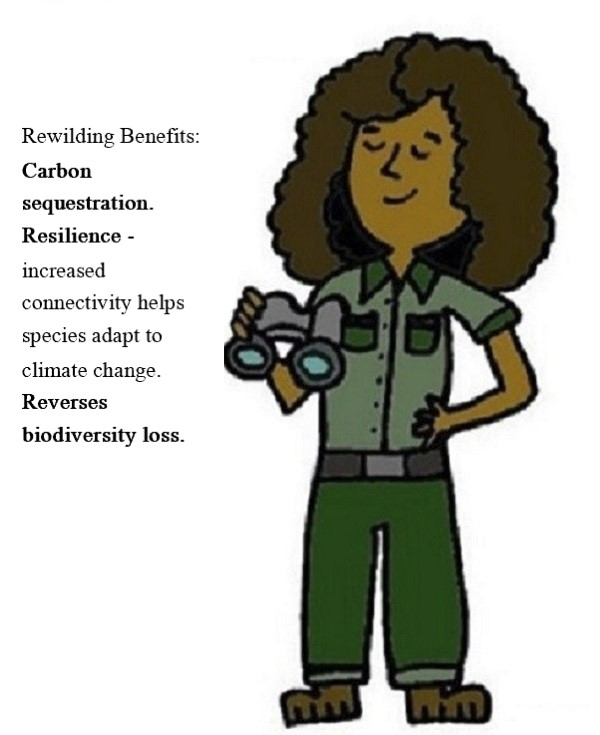 Rewilding Benefits:
Carbon
sequestration.
Resilience -
increased
connectivity helps
species adapt to
climate change.
Reverses
biodiversity loss.